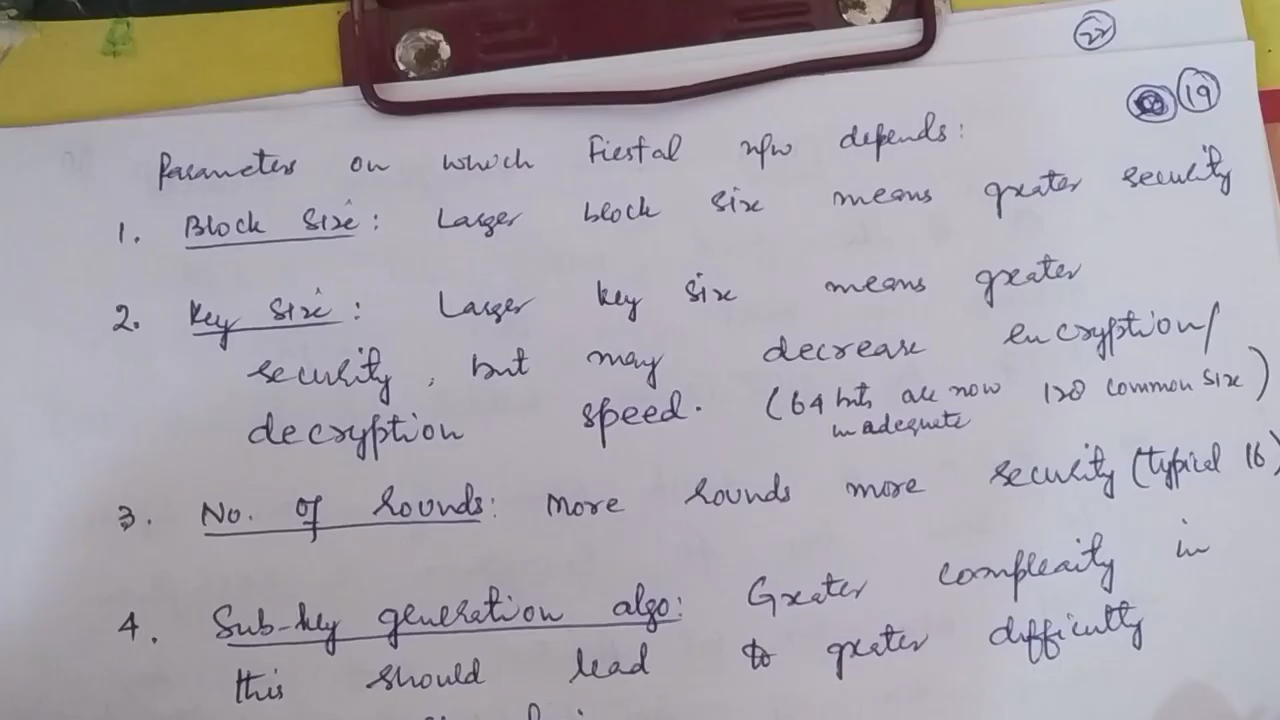 22
19
Parameters on which Fiestal n/w depends:
1. Block Size: Larger block size means greater security
2. Key Size: Larger key size means greater
security, but may decrease encryption/
decryption speed. (64 bits are now 128 common size)
inadequate
3. No. of rounds: More rounds more security (typical 16)
4. Sub-key generation algo: Greater complexity in
this should lead to greater difficulty